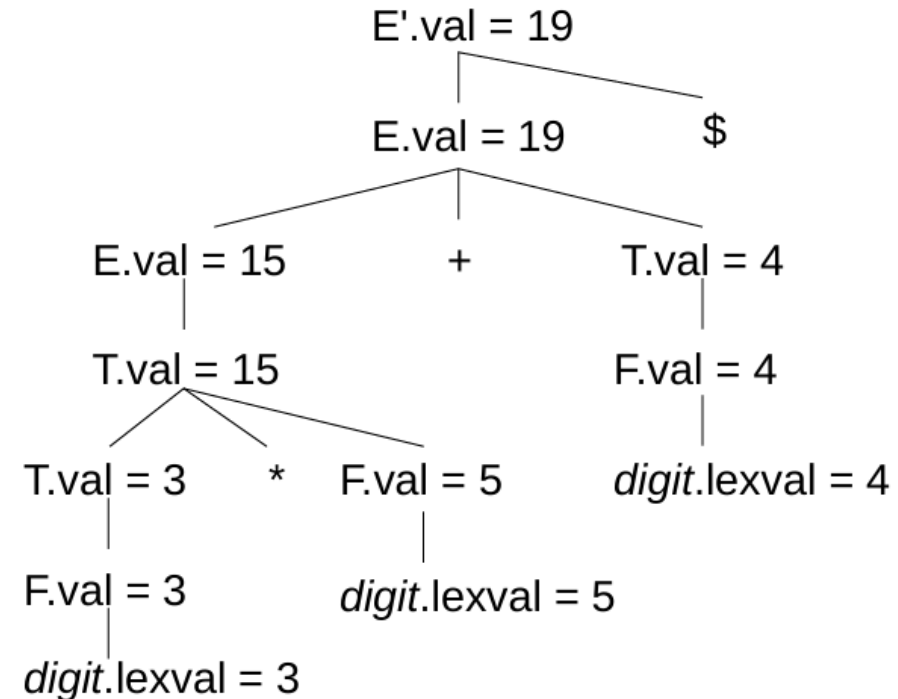 E'.val = 19
E.val = 19
$
E.val = 15
+
T.val = 4
T.val = 15
F.val = 4
T.val = 3
*
F.val = 5
digit.lexval = 4
F.val = 3
digit.lexval = 5
digit.lexval = 3